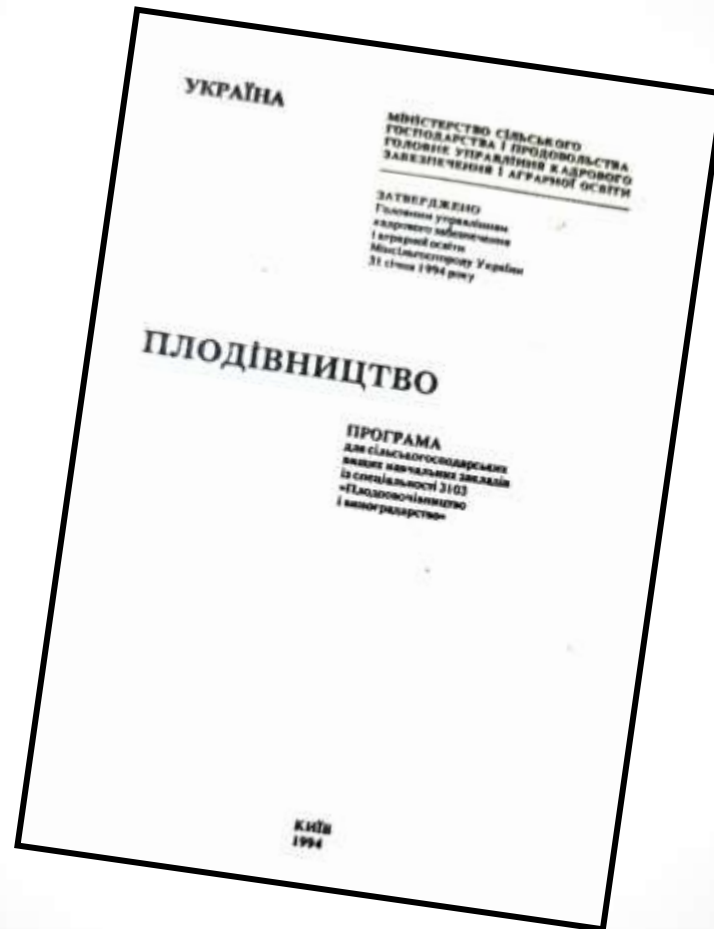 УКРАЇНА
МІНІСТЕРСТВО СІЛЬСЬКОГО
ГОСПОДАРСТВА І ПРОДОВОЛЬСТВА
ГОЛОВНЕ УПРАВЛІННЯ КАДРОВОГО
ЗАБЕЗПЕЧЕННЯ І АГРАРНОЇ ОСВІТИ
ЗАТВЕРДЖЕНО
Головним управлінням
кадрового забезпечення
і аграрної освіти
Мінсільгосппроду України
31 січня 1994 року
ПЛОДІВНИЦТВО
ПРОГРАМА
для сільськогосподарських
вищих навчальних закладів
із спеціальності 3103
«Плодоовочівництво
і виноградарство»
КИЇВ
1994